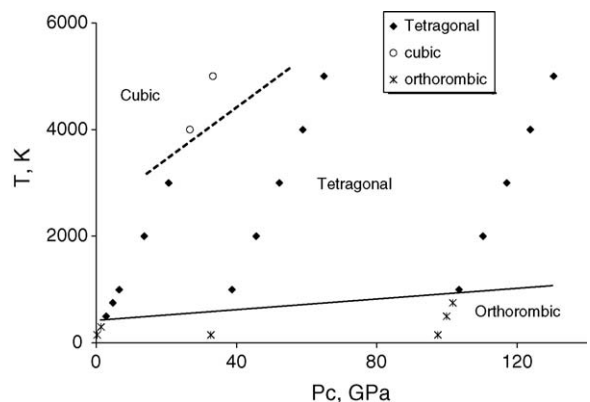 6000
4000
2000
0
T, K
Tetragonal
cubic
orthorombic
Cubic
Tetragonal
Orthorombic
0
40
80
120
Pc, GPa